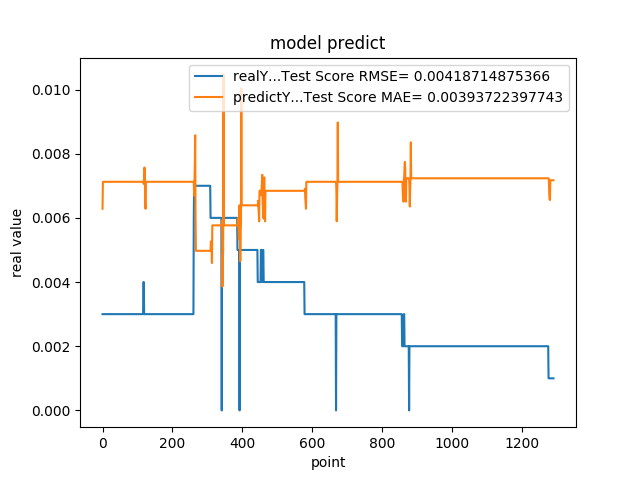 model predict
realY...Test Score RMSE= 0.00418714875366
predictY...Test Score MAE= 0.00393722397743
0.010
0.008
0.006
0.004
0.002
0.000
real value
0 200 400 600 800 1000 1200
point